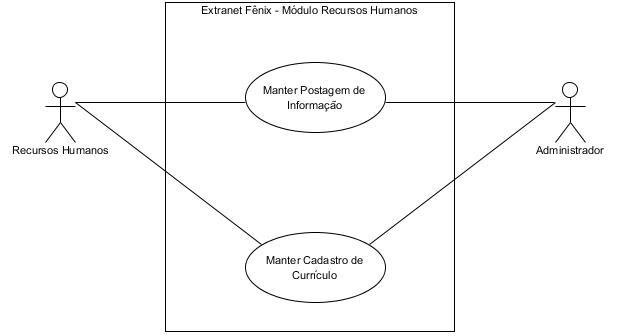 Extranet Fênix - Módulo Recursos Humanos
Manter Postagem de
Informação
Recursos Humanos
Administrador
Manter Cadastro de
Currículo